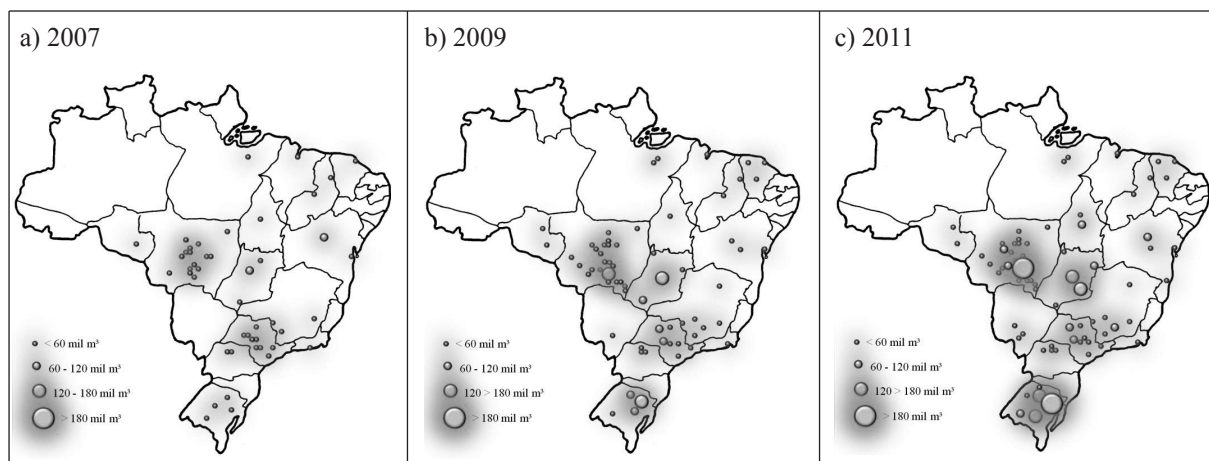 a) 2007
< 60 mil m³
60 - 120 mil m³
120 - 180 mil m³
> 180 mil m³
b) 2009
< 60 mil m³
60 - 120 mil m³
120 > 180 mil m³
> 180 mil m³
c) 2011
< 60 mil m³
60 - 120 mil m³
120 > 180 mil m³
> 180 mil m³